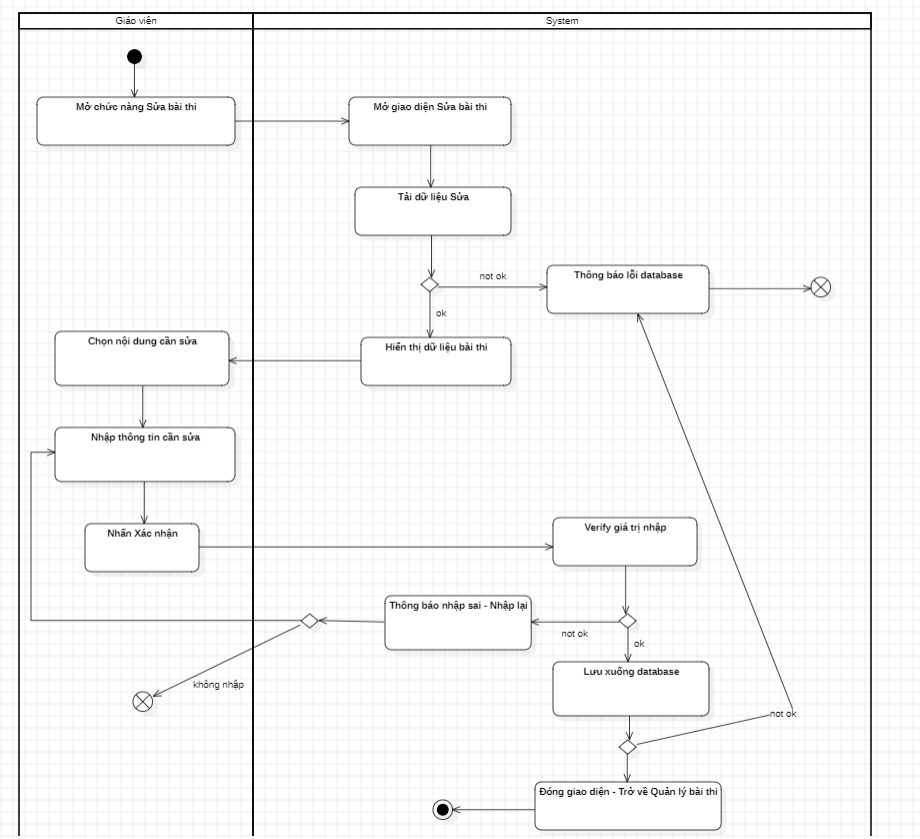 Giáo viên
System
Mở chức nàng Sửa bài thi
Mở giao diện Sửa bài thi
Tải dữ liệu Sửa
not ok
Thông báo lỗi database
ok
Chọn nội dung cần sửa
Hiển thị dữ liệu bài thi
Nhập thông tin cần sửa
Nhấn Xác nhận
Verify giá trị nhập
Thông báo nhập sai - Nhập lại
not ok
ok
không nhập
Lưu xuống database
not ok
Đóng giao diện - Trở về Quản lý bài thi